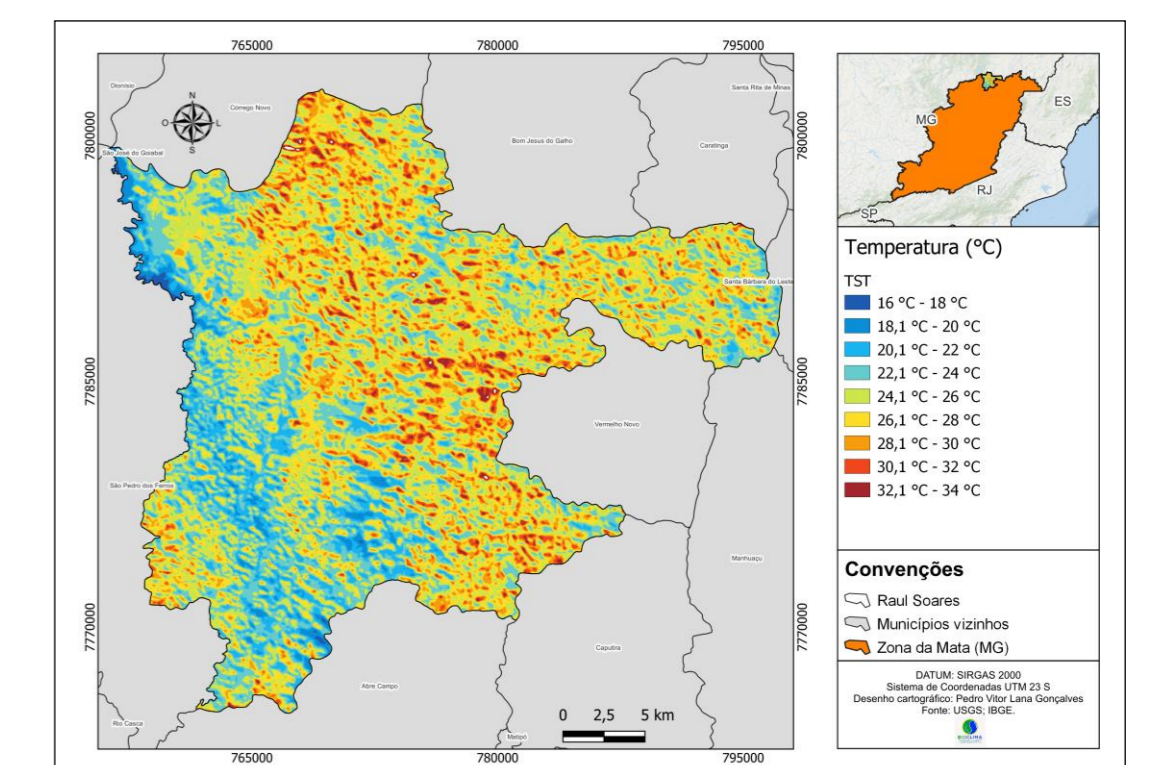 765000
780000
795000
Dionísio
Córrego Novo
Santa Rita de Minas
N
O
L
S
Bom Jesus do Galho
Caratinga
7800000
7800000
São José do Goiabal
Santa Bárbara do Leste
7785000
7785000
Vermelho Novo
São Pedro dos Ferros
Manhuaçu
7770000
7770000
Caputira
Abre Campo
Rio Casca
Matipó
0 2,5 5 km
765000
780000
795000
MG
ES
RJ
SP
Temperatura (°C)
TST
16 °C - 18 °C
18,1 °C - 20 °C
20,1 °C - 22 °C
22,1 °C - 24 °C
24,1 °C - 26 °C
26,1 °C - 28 °C
28,1 °C - 30 °C
30,1 °C - 32 °C
32,1 °C - 34 °C
Convenções
Raul Soares
Municípios vizinhos
Zona da Mata (MG)
DATUM: SIRGAS 2000
Sistema de Coordenadas UTM 23 S
Desenho cartográfico: Pedro Vitor Lana Gonçalves
Fonte: USGS; IBGE.
BIOCLIMA